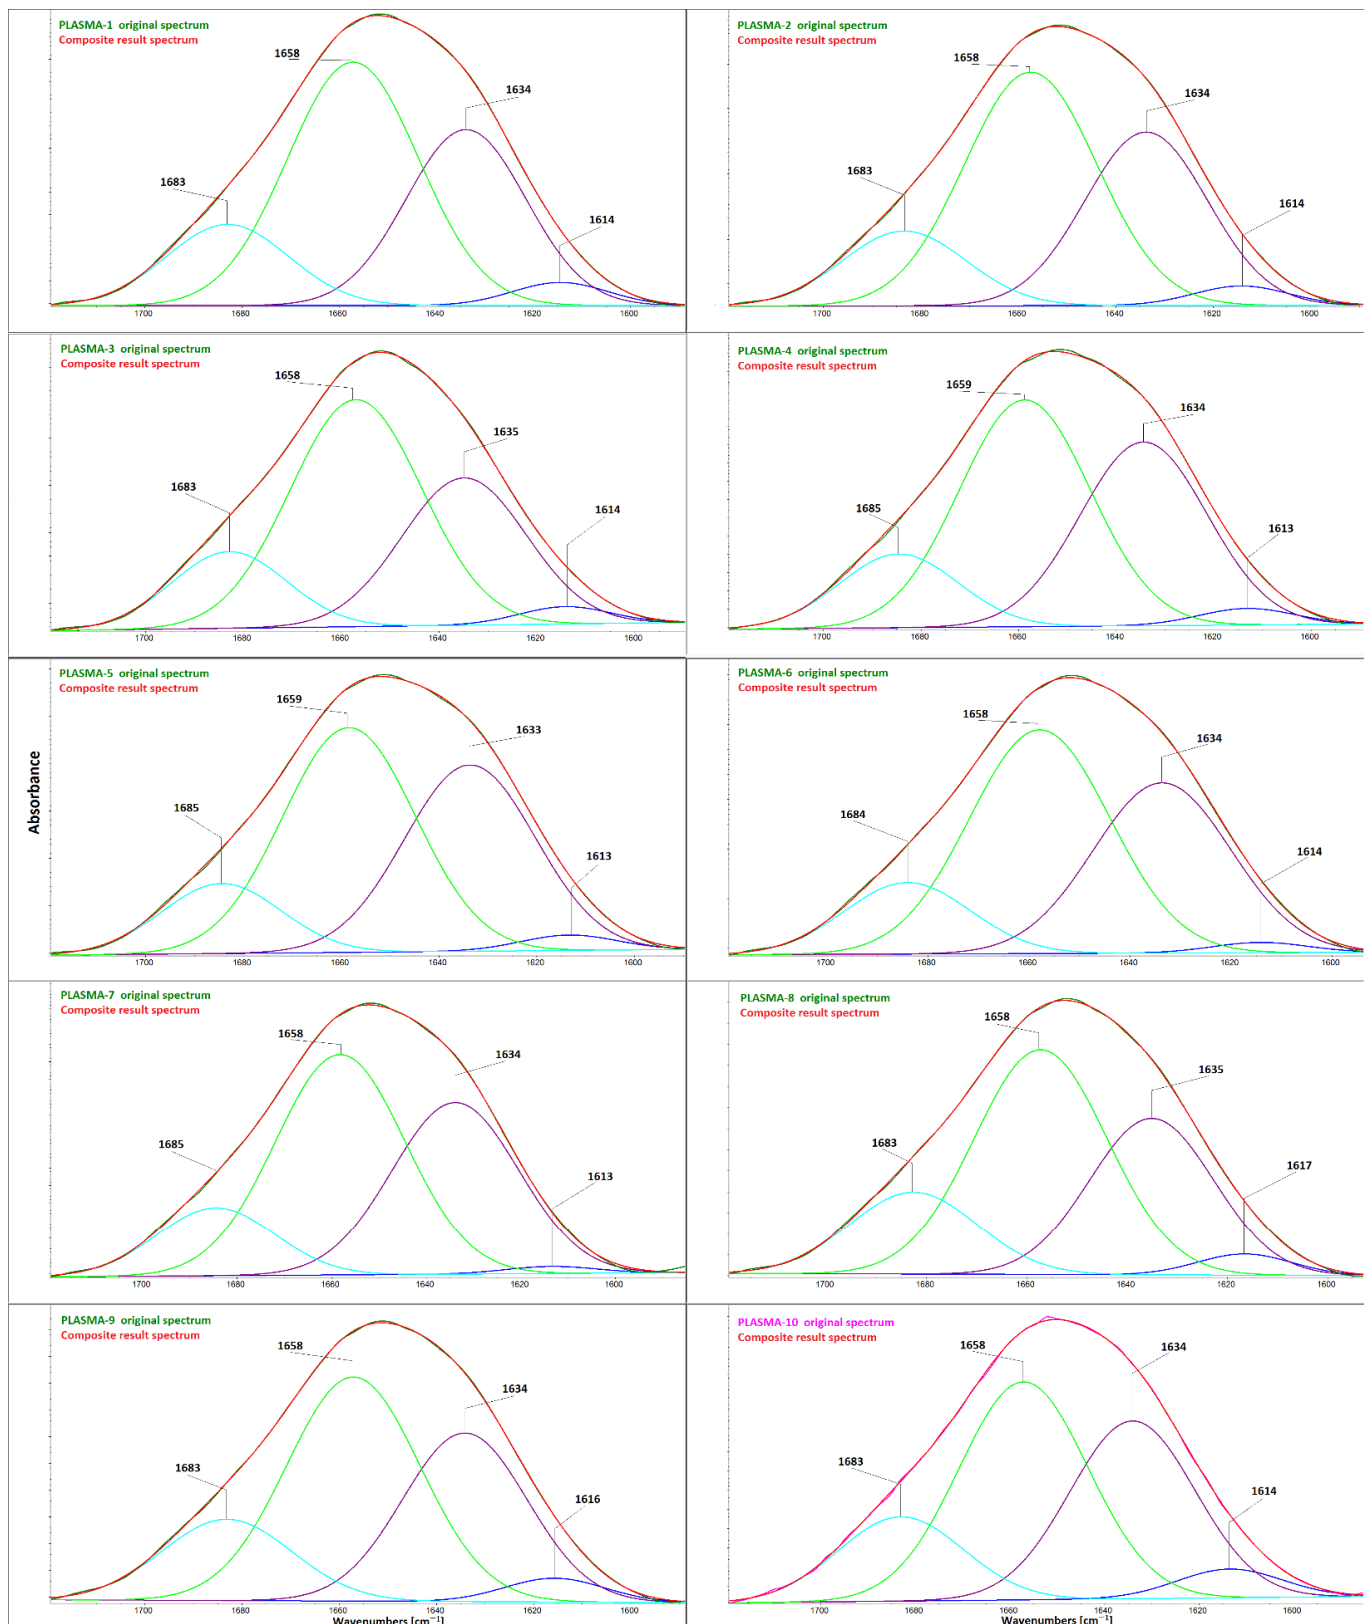 PLASMA-1 original spectrum
Composite result spectrum
1658
1634
1683
1614
1700 1680 1660 1640 1620 1600
PLASMA-2 original spectrum
Composite result spectrum
1658
1634
1683
1614
1700 1680 1660 1640 1620 1600
PLASMA-3 original spectrum
Composite result spectrum
1658
1635
1683
1614
1700 1680 1660 1640 1620 1600
PLASMA-4 original spectrum
Composite result spectrum
1659
1634
1685
1613
1700 1680 1660 1640 1620 1600
PLASMA-5 original spectrum
Composite result spectrum
1659
1633
1685
1613
1700 1680 1660 1640 1620 1600
Absorbance
PLASMA-6 original spectrum
Composite result spectrum
1658
1634
1684
1614
1700 1680 1660 1640 1620 1600
PLASMA-7 original spectrum
Composite result spectrum
1658
1634
1685
1613
1700 1680 1660 1640 1620 1600
PLASMA-8 original spectrum
Composite result spectrum
1658
1635
1683
1617
1700 1680 1660 1640 1620 1600
PLASMA-9 original spectrum
Composite result spectrum
1658
1634
1683
1616
1700 1680 1660 1640 1620 1600
Wavenumbers [cm⁻¹]
PLASMA-10 original spectrum
Composite result spectrum
1658
1634
1683
1614
1700 1680 1660 1640 1620 1600
Wavenumbers [cm⁻¹]